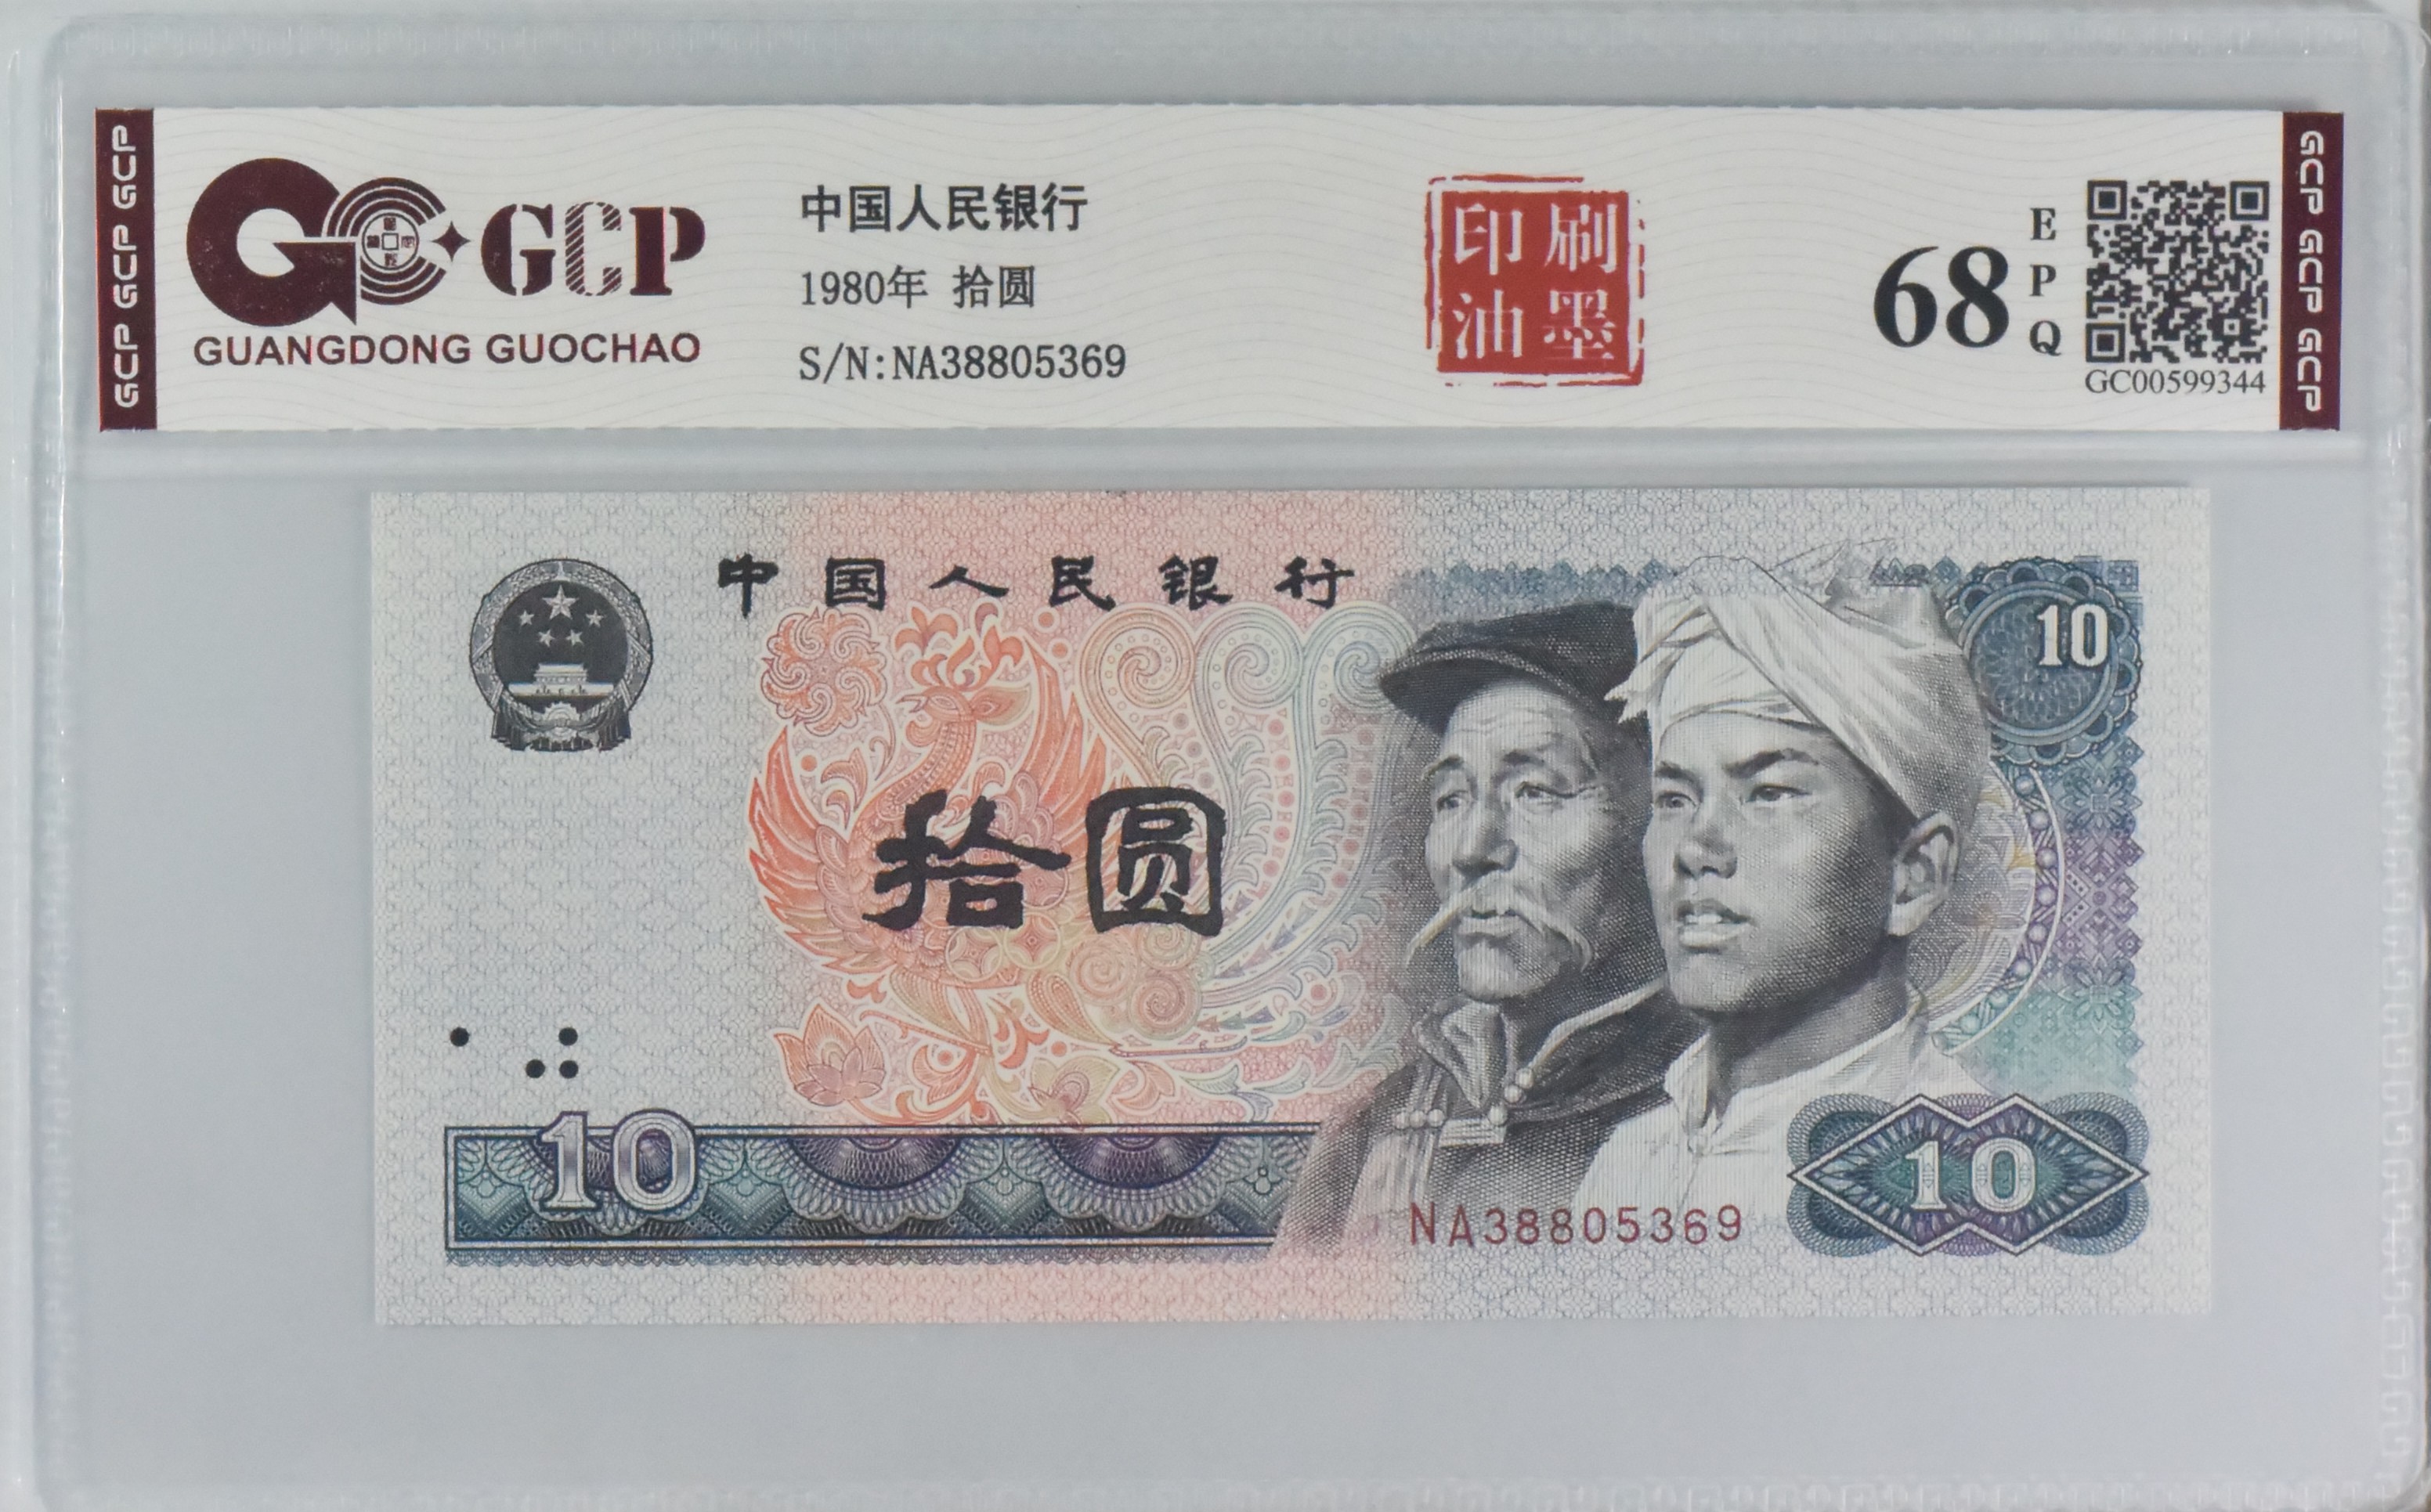 GCP GCP GCP
GCP
GUANGDONG GUOCHAO
中国人民银行
1980年 拾圆
S/N:NA38805369
印刷
油墨
68
EPQ
GC00599344
GCP GCP GCP
中国人民银行
10
拾圆
10
NA38805369
10